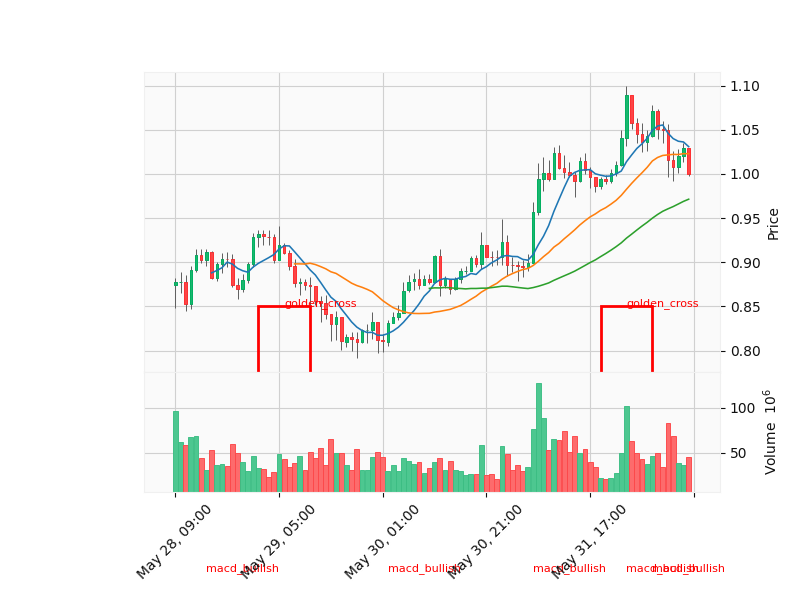 1.10
1.05
1.00
0.95
0.90
0.85
0.80
Price
golden_cross
golden_cross
100
50
Volume 10^6
May 28, 09:00
May 29, 05:00
May 30, 01:00
May 30, 21:00
May 31, 17:00
macd_bullish
macd_bullish
macd_bullish
macd_bullish
macd_bullish